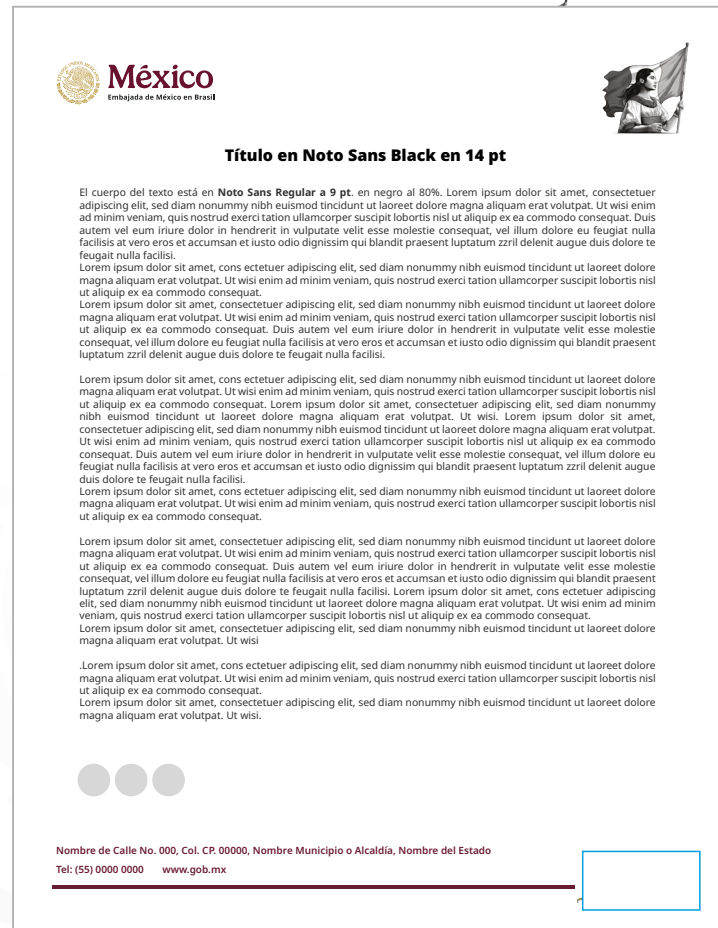 México
Embajada de México en Brasil
Título en Noto Sans Black en 14 pt
El cuerpo del texto está en Noto Sans Regular a 9 pt. en negro al 80%. Lorem ipsum dolor sit amet, consectetuer
adipiscing elit, sed diam nonummy nibh euismod tincidunt ut laoreet dolore magna aliquam erat volutpat. Ut wisi enim
ad minim veniam, quis nostrud exerci tation ullamcorper suscipit lobortis nisl ut aliquip ex ea commodo consequat. Duis
autem vel eum iriure dolor in hendrerit in vulputate velit esse molestie consequat, vel illum dolore eu feugiat nulla
facilisis at vero eros et accumsan et iusto odio dignissim qui blandit praesent luptatum zzril delenit augue duis dolore te
feugait nulla facilisi.
Lorem ipsum dolor sit amet, cons ectetuer adipiscing elit, sed diam nonummy nibh euismod tincidunt ut laoreet dolore
magna aliquam erat volutpat. Ut wisi enim ad minim veniam, quis nostrud exerci tation ullamcorper suscipit lobortis nisl
ut aliquip ex ea commodo consequat.
Lorem ipsum dolor sit amet, consectetuer adipiscing elit, sed diam nonummy nibh euismod tincidunt ut laoreet dolore
magna aliquam erat volutpat. Ut wisi enim ad minim veniam, quis nostrud exerci tation ullamcorper suscipit lobortis nisl
ut aliquip ex ea commodo consequat. Duis autem vel eum iriure dolor in hendrerit in vulputate velit esse molestie
consequat, vel illum dolore eu feugiat nulla facilisis at vero eros et accumsan et iusto odio dignissim qui blandit praesent
luptatum zzril delenit augue duis dolore te feugait nulla facilisi.
Lorem ipsum dolor sit amet, cons ectetuer adipiscing elit, sed diam nonummy nibh euismod tincidunt ut laoreet dolore
magna aliquam erat volutpat. Ut wisi enim ad minim veniam, quis nostrud exerci tation ullamcorper suscipit lobortis nisl
ut aliquip ex ea commodo consequat. Lorem ipsum dolor sit amet, consectetuer adipiscing elit, sed diam nonummy
nibh euismod tincidunt ut laoreet dolore magna aliquam erat volutpat. Ut wisi. Lorem ipsum dolor sit amet,
consectetuer adipiscing elit, sed diam nonummy nibh euismod tincidunt ut laoreet dolore magna aliquam erat volutpat.
Ut wisi enim ad minim veniam, quis nostrud exerci tation ullamcorper suscipit lobortis nisl ut aliquip ex ea commodo
consequat. Duis autem vel eum iriure dolor in hendrerit in vulputate velit esse molestie consequat, vel illum dolore eu
feugiat nulla facilisis at vero eros et accumsan et iusto odio dignissim qui blandit praesent luptatum zzril delenit augue
duis dolore te feugait nulla facilisi.
Lorem ipsum dolor sit amet, cons ectetuer adipiscing elit, sed diam nonummy nibh euismod tincidunt ut laoreet dolore
magna aliquam erat volutpat. Ut wisi enim ad minim veniam, quis nostrud exerci tation ullamcorper suscipit lobortis nisl
ut aliquip ex ea commodo consequat.
Lorem ipsum dolor sit amet, consectetuer adipiscing elit, sed diam nonummy nibh euismod tincidunt ut laoreet dolore
magna aliquam erat volutpat. Ut wisi enim ad minim veniam, quis nostrud exerci tation ullamcorper suscipit lobortis nisl
ut aliquip ex ea commodo consequat. Duis autem vel eum iriure dolor in hendrerit in vulputate velit esse molestie
consequat, vel illum dolore eu feugiat nulla facilisis at vero eros et accumsan et iusto odio dignissim qui blandit praesent
luptatum zzril delenit augue duis dolore te feugait nulla facilisi. Lorem ipsum dolor sit amet, cons ectetuer adipiscing
elit, sed diam nonummy nibh euismod tincidunt ut laoreet dolore magna aliquam erat volutpat. Ut wisi enim ad minim
veniam, quis nostrud exerci tation ullamcorper suscipit lobortis nisl ut aliquip ex ea commodo consequat.
Lorem ipsum dolor sit amet, consectetuer adipiscing elit, sed diam nonummy nibh euismod tincidunt ut laoreet dolore
magna aliquam erat volutpat. Ut wisi
.Lorem ipsum dolor sit amet, cons ectetuer adipiscing elit, sed diam nonummy nibh euismod tincidunt ut laoreet dolore
magna aliquam erat volutpat. Ut wisi enim ad minim veniam, quis nostrud exerci tation ullamcorper suscipit lobortis nisl
ut aliquip ex ea commodo consequat.
Lorem ipsum dolor sit amet, consectetuer adipiscing elit, sed diam nonummy nibh euismod tincidunt ut laoreet dolore
magna aliquam erat volutpat. Ut wisi.
Nombre de Calle No. 000, Col. CP. 00000, Nombre Municipio o Alcaldía, Nombre del Estado
Tel: (55) 0000 0000 www.gob.mx